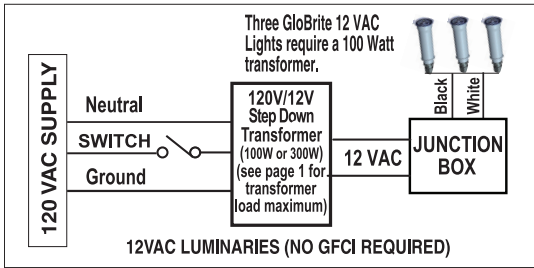 Three GloBrite 12 VAC
Lights require a 100 Watt
transformer.
120 VAC SUPPLY
Neutral
SWITCH
Ground
120V/12V
Step Down
Transformer
(100W or 300W)
(see page 1 for
transformer
load maximum)
12 VAC
Black
White
JUNCTION
BOX
12VAC LUMINARIES (NO GFCI REQUIRED)